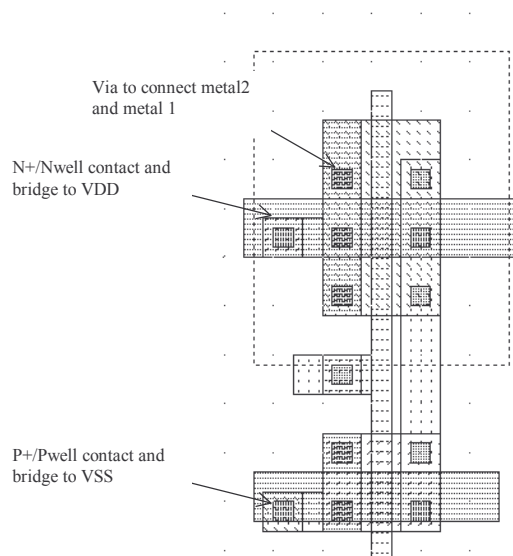 Via to connect metal2
and metal 1
N+/Nwell contact and
bridge to VDD
P+/Pwell contact and
bridge to VSS